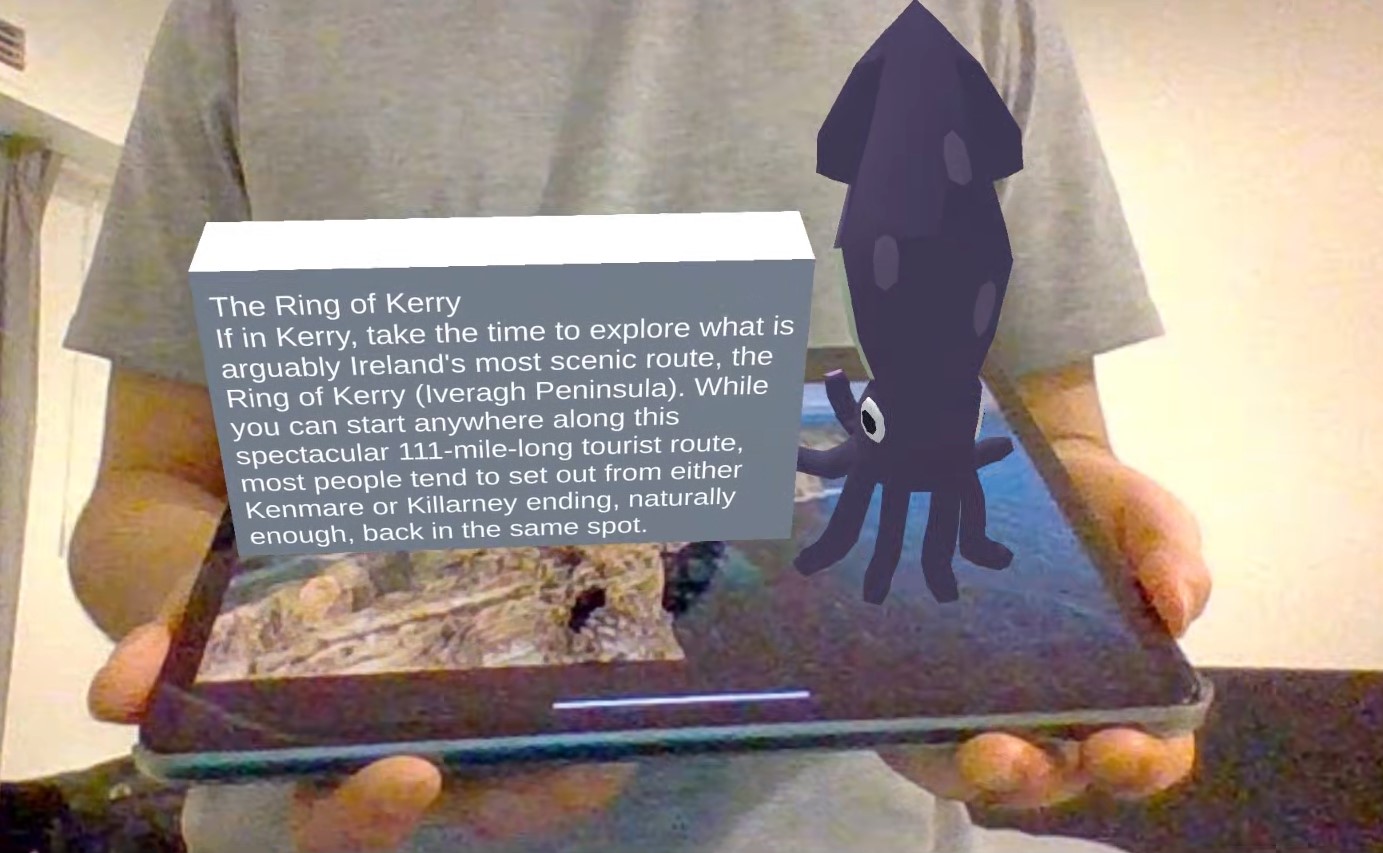 The Ring of Kerry
If in Kerry, take the time to explore what is
arguably Ireland's most scenic route, the
Ring of Kerry (Iveragh Peninsula). While
you can start anywhere along this
spectacular 111-mile-long tourist route,
most people tend to set out from either
Kenmare or Killarney ending, naturally
enough, back in the same spot.